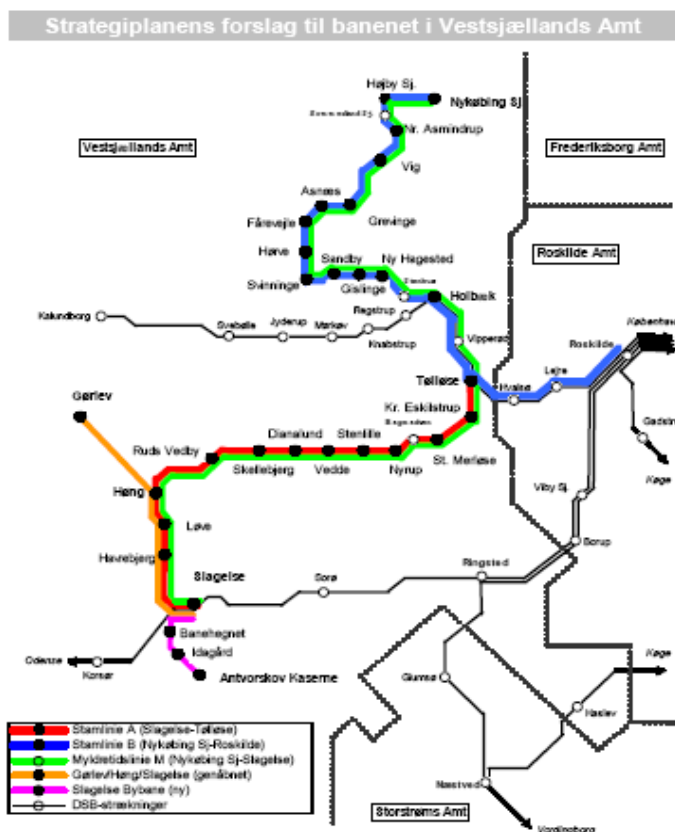 Strategiplanens forslag til banenet i Vestsjællands Amt
Højby Sj.
Nykøbing Sj
Nr. Asmindrup
Vestsjællands Amt
Frederiksborg Amt
Vig
Asnæs
Grevinge
Fårevejle
Hørve
Sandby
Ny Hagested
Roskilde Amt
Svinninge
Gislinge
Holbæk
Kalundborg
Regstrup
Svebølle
Jyderup
Mørkøv
Knabstrup
Vipperød
København
Roskilde
Tølløse
Hvalsø
Lejre
Gørlev
Kr. Eskilstrup
Gadstr
Ruds Vedby
Dianalund
Stenlille
Skellebjerg
Vedde
Nyrup
St. Merløse
Køge
Høng
Viby Sj.
Løve
Havrebjerg
Borup
Slagelse
Sorø
Ringsted
Banehegnet
Idagård
Odense
Korsør
Antvorskov Kaserne
Glumsø
Køge
Haslev
Stamlinie A (Slagelse-Tølløse)
Stamlinie B (Nykøbing Sj-Roskilde)
Myldretidslinie M (Nykøbing Sj-Slagelse)
Gørlev/Høng/Slagelse (genåbnet)
Slagelse Bybane (ny)
DSB-strækninger
Næstved
Storstrøms Amt
Vordingborg